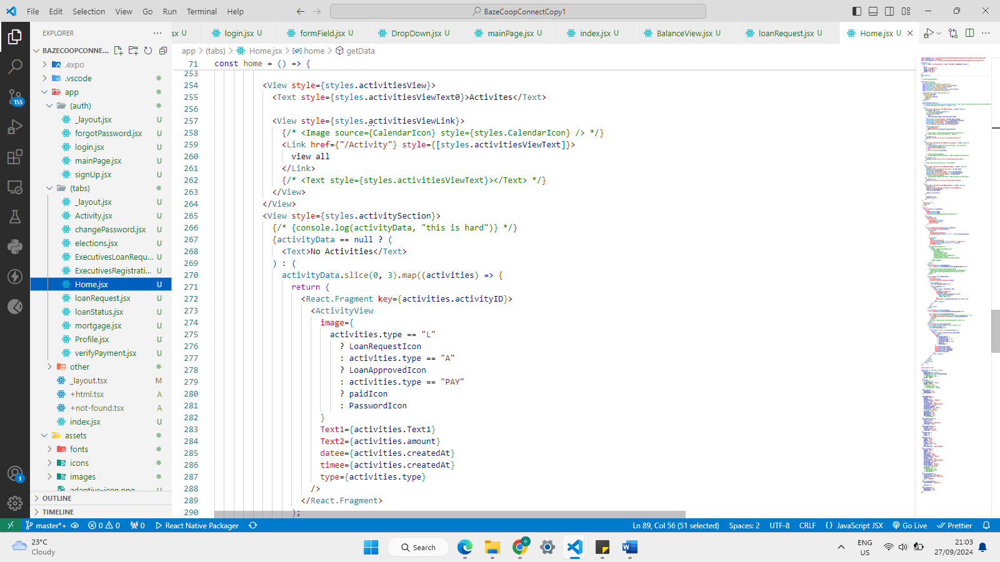 File Edit Selection View Go Run Terminal Help
BazeCoopConnectCopy1
EXPLORER
sx U login.jsx U formField.jsx U DropDown.jsx U mainPage.jsx U index.jsx U BalanceView.jsx U loanRequest.jsx U Home.jsx U
BAZECOOPCONNE...
app > (tabs) > Home.jsx > home > getData
.expo
.vscode
app
(auth)
_layout.jsx U
forgotPassword.jsx U
login.jsx U
mainPage.jsx U
signUp.jsx U
(tabs)
_layout.jsx U
Activity.jsx U
changePassword.jsx U
elections.jsx U
ExecutivesLoanRequ... U
ExecutivesRegistrati... U
Home.jsx U
loanRequest.jsx U
loanStatus.jsx U
mortgage.jsx U
Profile.jsx U
verifyPayment.jsx U
other
_layout.tsx M
+html.tsx A
+not-found.tsx A
index.jsx U
assets
fonts
icons
images
adaptive-icon.png U
OUTLINE
TIMELINE
155
1
71 const home = () => {
253
254 <View style={styles.activitiesView}>
255 <Text style={styles.activitiesViewText0}>Activites</Text>
256
257 <View style={styles.activitiesViewLink}>
258 {/* <Image source={CalendarIcon} style={styles.CalendarIcon} /> */}
259 <Link href={"/Activity"} style={[styles.activitiesViewText]}>
260 view all
261 </Link>
262 {/* <Text style={styles.activitiesViewText}></Text> */}
263 </View>
264 </View>
265 <View style={styles.activitySection}>
266 {/* {console.log(activityData, "this is hard")} */}
267 {activityData == null ? (
268 <Text>No Activities</Text>
269 ) : (
270 activityData.slice(0, 3).map((activities) => {
271 return (
272 <React.Fragment key={activities.activityID}>
273 <ActivityView
274 image={
275 activities.type == "L"
276 ? LoanRequestIcon
277 : activities.type == "A"
278 ? LoanApprovedIcon
279 : activities.type == "PAY"
280 ? paidIcon
281 : PasswordIcon
282 }
283 Text1={activities.Text1}
284 Text2={activities.amount}
285 datee={activities.createdAt}
286 timee={activities.createdAt}
287 type={activities.type}
288 />
289 </React.Fragment>
290 );
master*+ 0 0 0 React Native Packager Ln 89, Col 56 (51 selected) Spaces: 2 UTF-8 CRLF {} JavaScript JSX Go Live Prettier
23°C
Cloudy
Search
ENG
US
21:03
27/09/2024